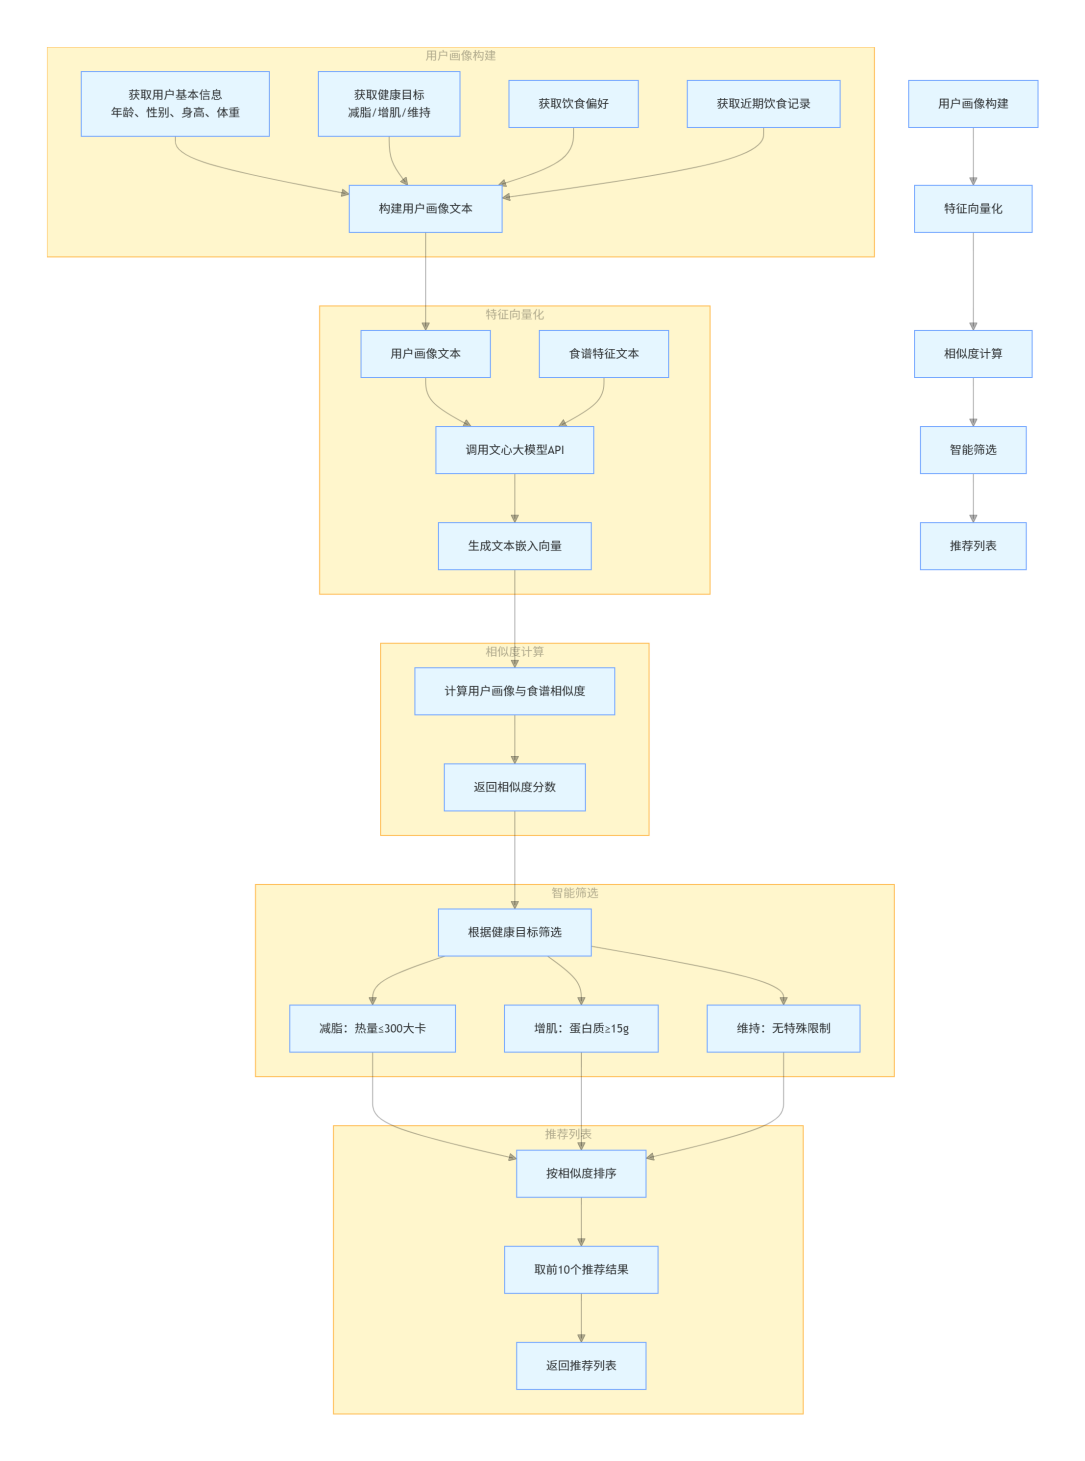 用户画像构建
获取用户基本信息
年龄、性别、身高、体重
获取健康目标
减脂/增肌/维持
获取饮食偏好
获取近期饮食记录
构建用户画像文本
特征向量化
用户画像文本
食谱特征文本
调用文心大模型API
生成文本嵌入向量
相似度计算
计算用户画像与食谱相似度
返回相似度分数
智能筛选
根据健康目标筛选
减脂：热量≤300大卡
增肌：蛋白质≥15g
维持：无特殊限制
推荐列表
按相似度排序
取前10个推荐结果
返回推荐列表
用户画像构建
特征向量化
相似度计算
智能筛选
推荐列表